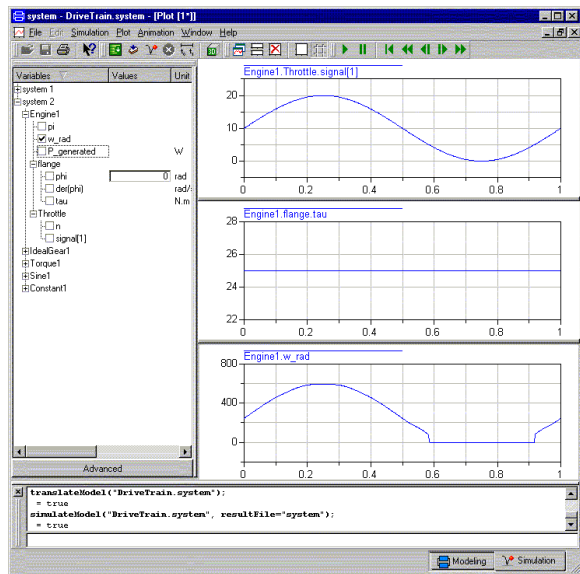 system - DriveTrain.system - [Plot [1*]]
File Edit Simulation Plot Animation Window Help
Variables Values Unit
system 1
system 2
Engine1
pi
w_rad
P_generated W
flange
phi 0 rad
der(phi) rad/
tau N.m
Throttle
n
signal[1]
IdealGear1
Torque1
Sine1
Constant1
Advanced
Engine1.Throttle.signal[1]
20
10
0
0 0.2 0.4 0.6 0.8 1
Engine1.flange.tau
28
26
24
22
0 0.2 0.4 0.6 0.8 1
Engine1.w_rad
800
400
0
0 0.2 0.4 0.6 0.8 1
translateModel("DriveTrain.system");
= true
simulateModel("DriveTrain.system", resultFile="system");
= true
Modeling Simulation